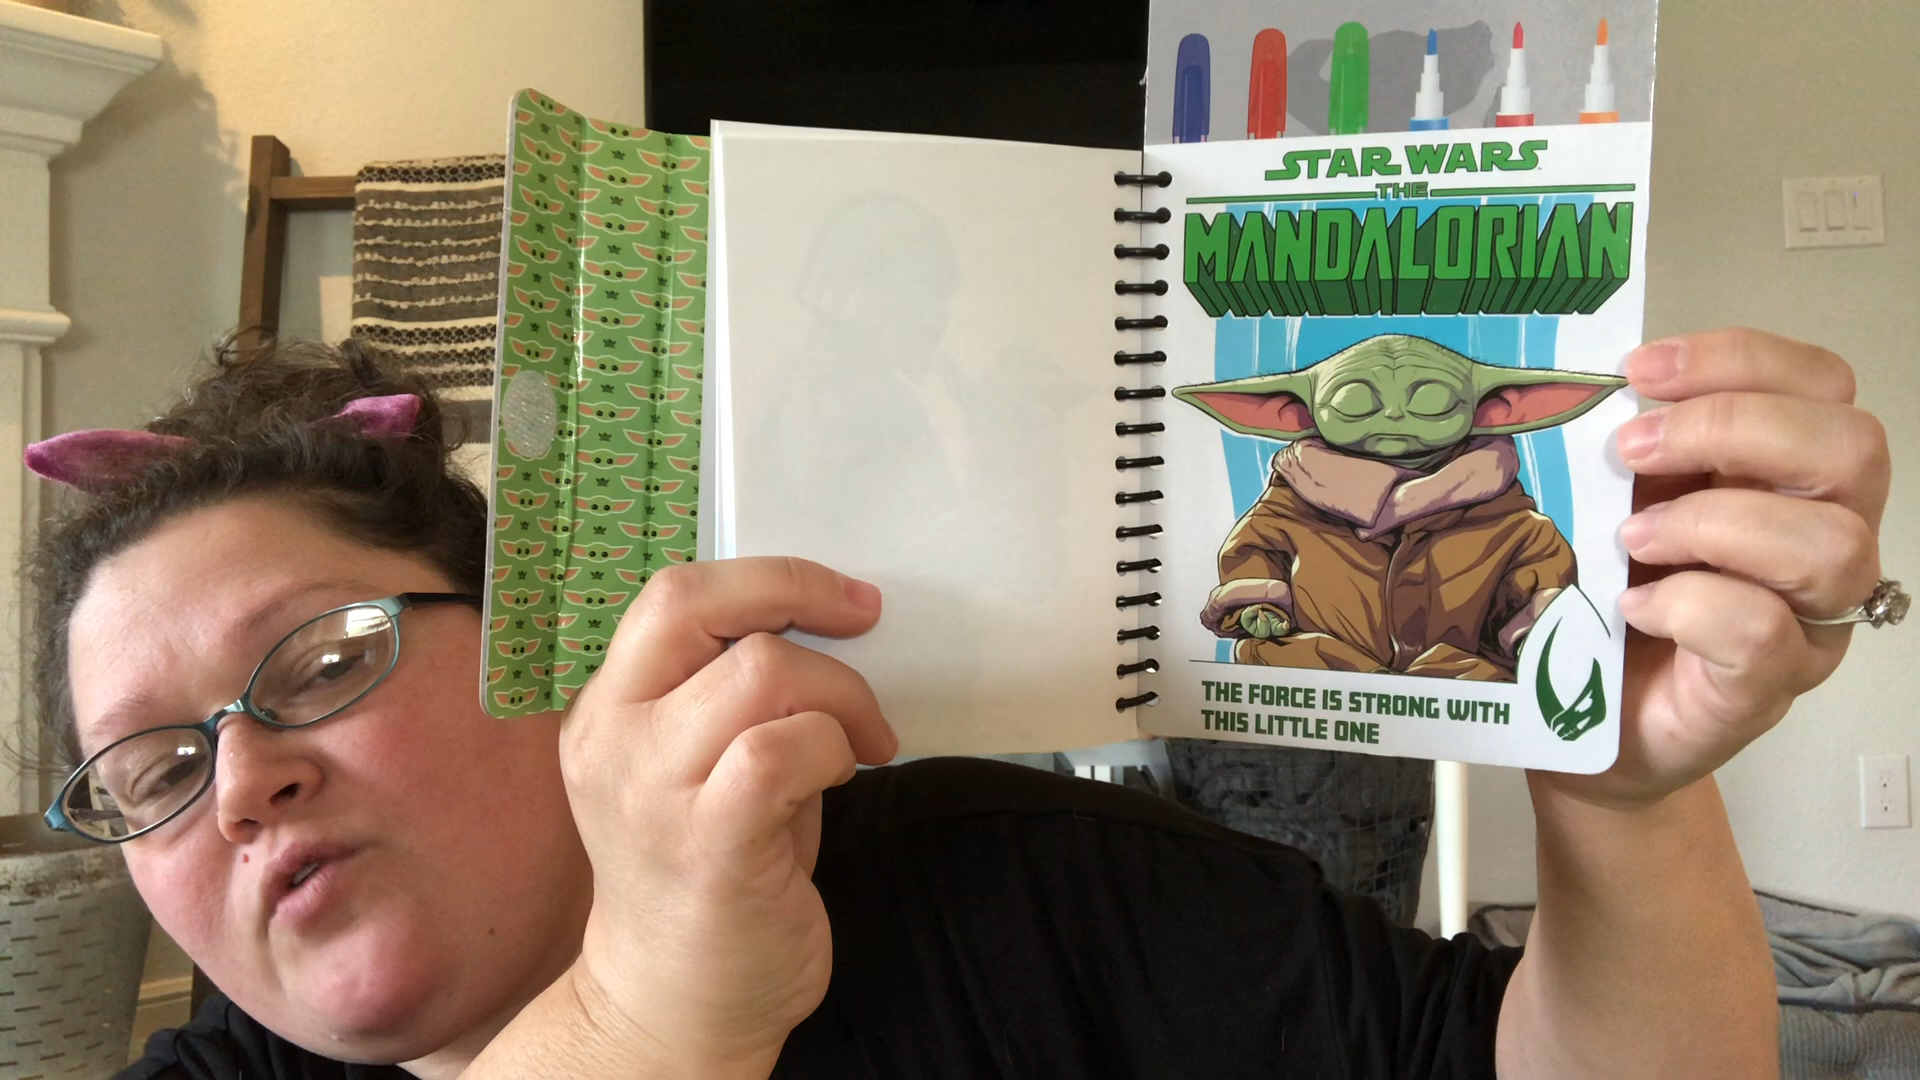 STAR WARS
THE
MANDALORIAN
THE FORCE IS STRONG WITH
THIS LITTLE ONE